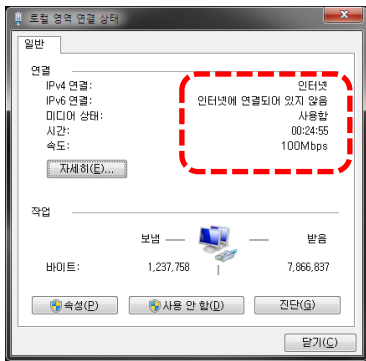 로컬 영역 연결 상태
일반
연결
IPv4 연결: 인터넷
IPv6 연결: 인터넷에 연결되어 있지 않음
미디어 상태: 사용함
시간: 00:24:55
속도: 100Mbps
자세히(E)...
작업
보냄 받음
바이트: 1,237,758 7,866,837
속성(P) 사용 안 함(D) 진단(G)
닫기(C)